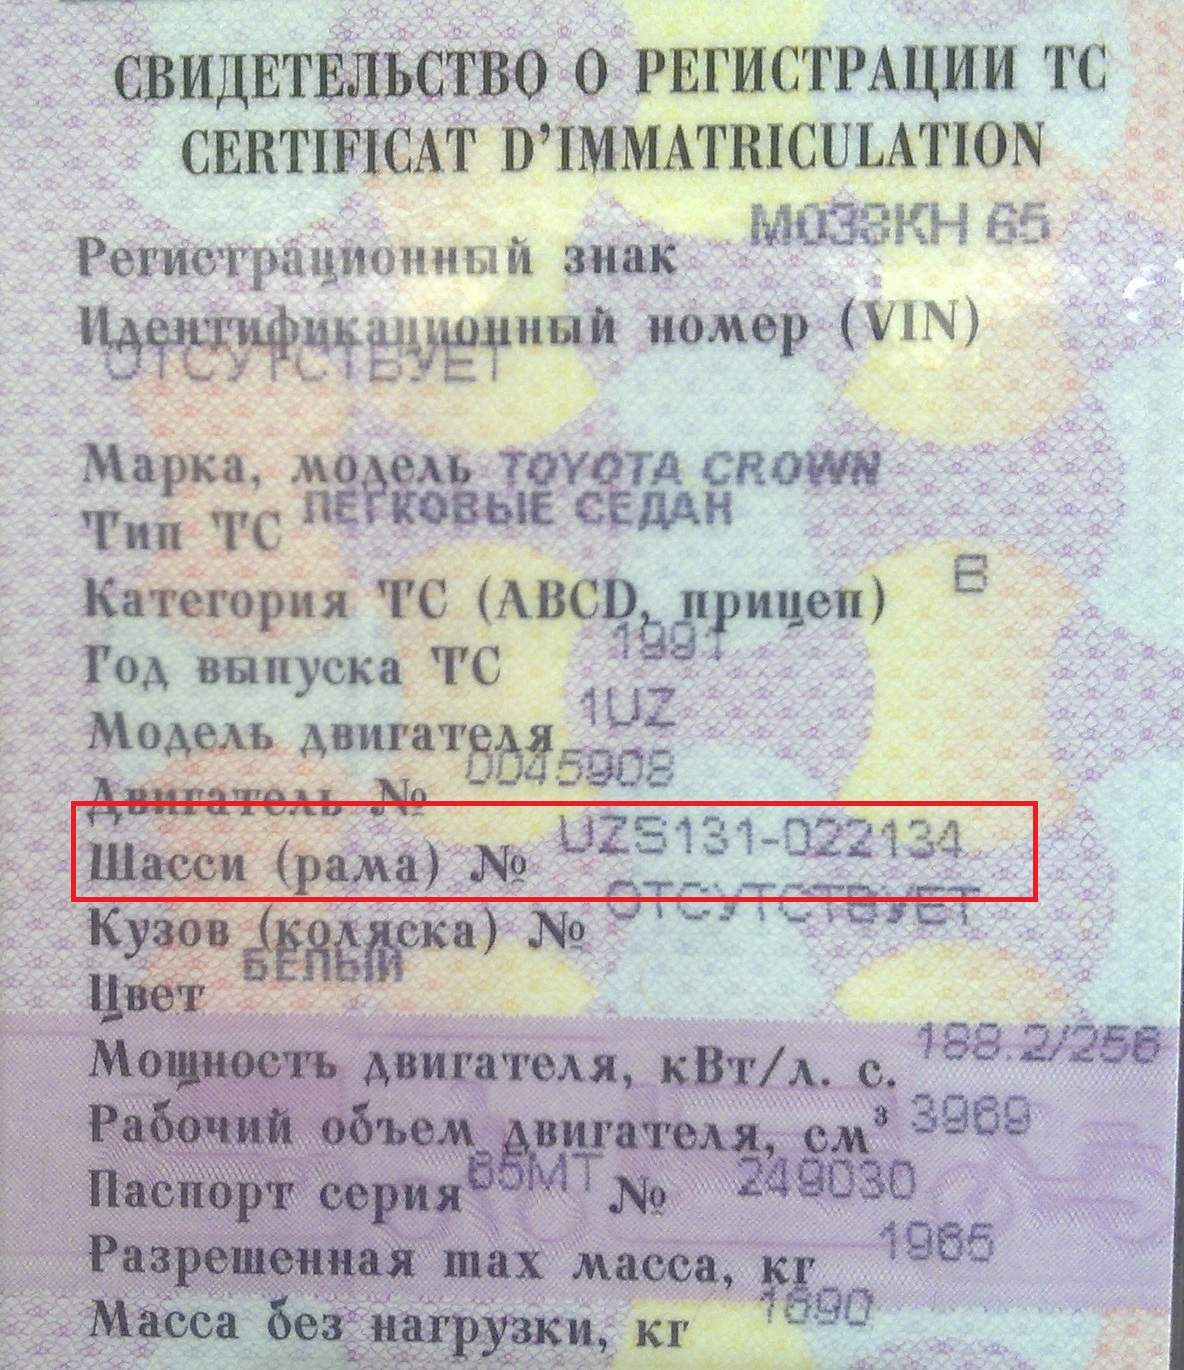 СВИДЕТЕЛЬСТВО О РЕГИСТРАЦИИ ТС
CERTIFICAT D'IMMATRICULATION
Регистрационный знак М039КН 65
Идентификационный номер (VIN)
ОТСУТСТВУЕТ
Марка, модель TOYOTA CROWN
Тип ТС ЛЕГКОВЫЕ СЕДАН
Категория ТС (ABCD, прицеп) B
Год выпуска ТС 1991
Модель двигателя 1UZ
Двигатель № 0045908
Шасси (рама) № UZS131-022134
Кузов (коляска) № ОТСУТСТВУЕТ
Цвет БЕЛЫЙ
Мощность двигателя, кВт/л. с. 188.2/256
Рабочий объем двигателя, см³ 3969
Паспорт серия 65МТ № 249030
Разрешенная max масса, кг 1965
Масса без нагрузки, кг 1690